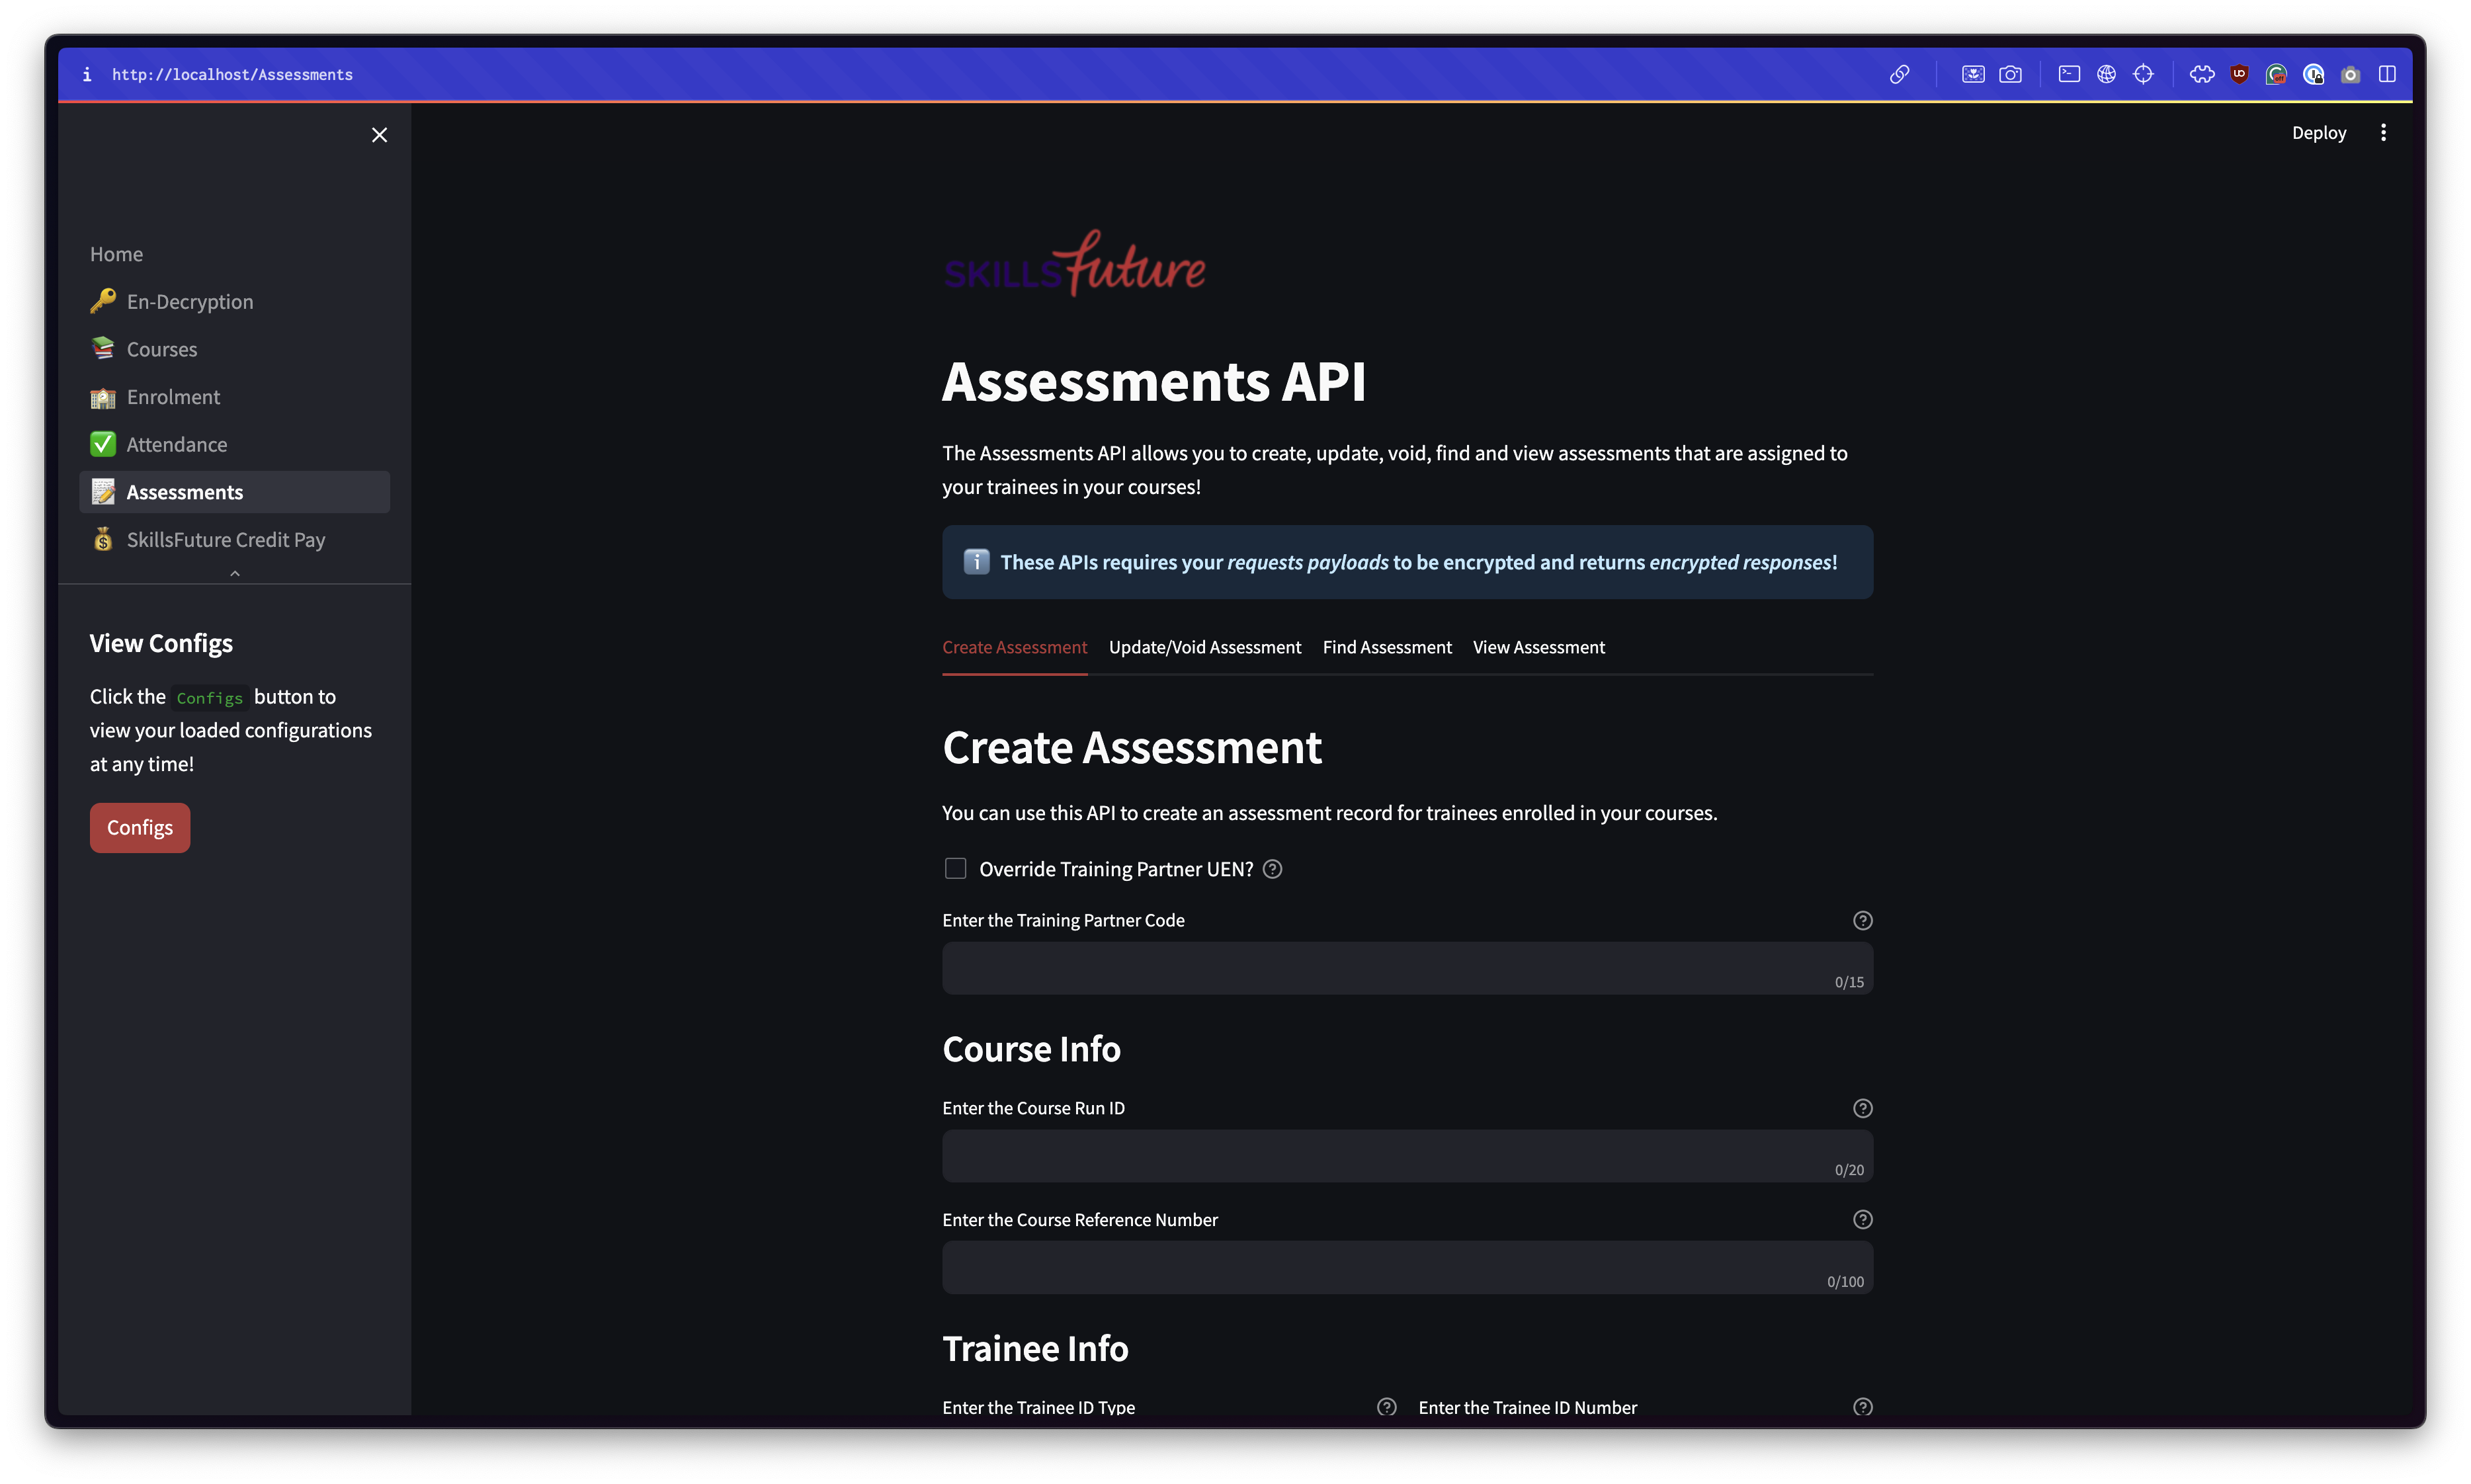 http://localhost/Assessments
Deploy
Home
En-Decryption
Courses
Enrolment
Attendance
Assessments
SkillsFuture Credit Pay
View Configs
Click the Configs button to
view your loaded configurations
at any time!
Configs
SKILLSfuture
Assessments API
The Assessments API allows you to create, update, void, find and view assessments that are assigned to
your trainees in your courses!
These APIs requires your requests payloads to be encrypted and returns encrypted responses!
Create Assessment Update/Void Assessment Find Assessment View Assessment
Create Assessment
You can use this API to create an assessment record for trainees enrolled in your courses.
Override Training Partner UEN?
Enter the Training Partner Code
0/15
Course Info
Enter the Course Run ID
0/20
Enter the Course Reference Number
0/100
Trainee Info
Enter the Trainee ID Type Enter the Trainee ID Number